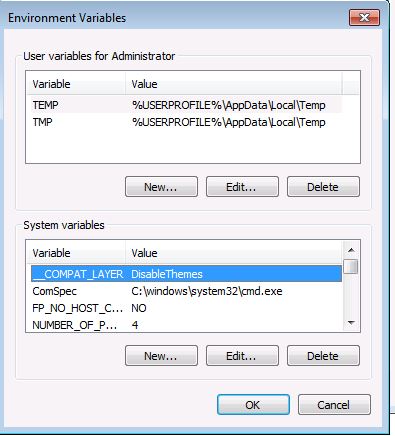 Environment Variables
User variables for Administrator
Variable Value
TEMP %USERPROFILE%\AppData\Local\Temp
TMP %USERPROFILE%\AppData\Local\Temp
New... Edit... Delete
System variables
Variable Value
__COMPAT_LAYER DisableThemes
ComSpec C:\windows\system32\cmd.exe
FP_NO_HOST_C... NO
NUMBER_OF_P... 4
New... Edit... Delete
OK Cancel